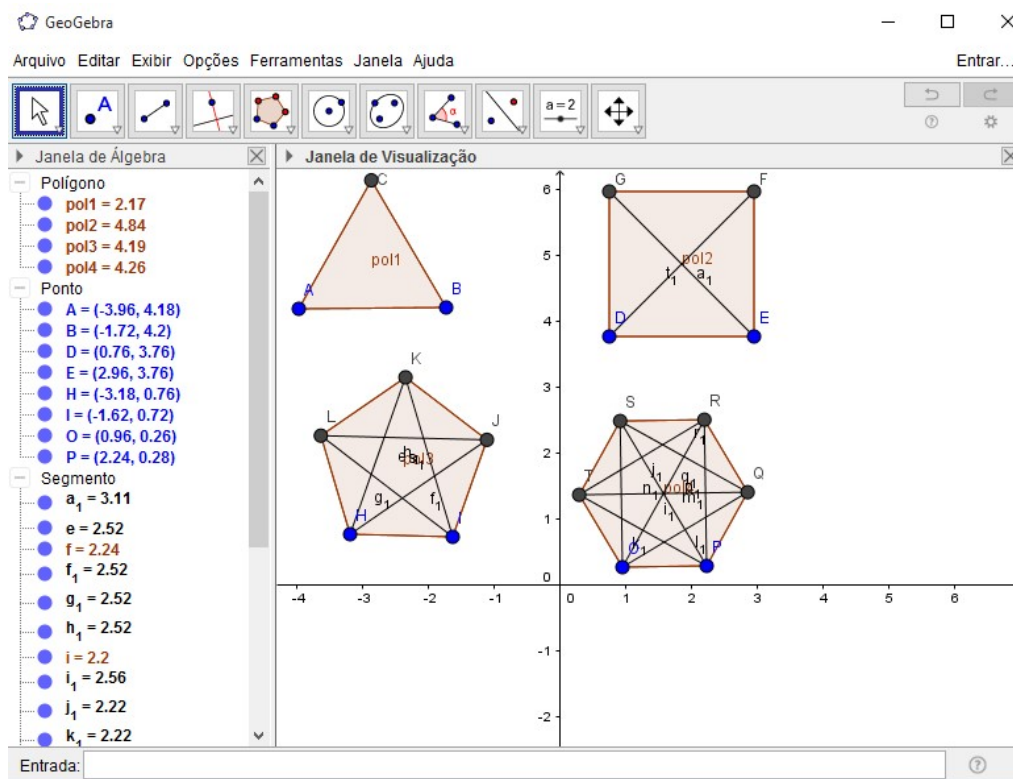 GeoGebra
Arquivo Editar Exibir Opções Ferramentas Janela Ajuda
Entrar...
A
α
a = 2
Janela de Álgebra
Polígono
pol1 = 2.17
pol2 = 4.84
pol3 = 4.19
pol4 = 4.26
Ponto
A = (-3.96, 4.18)
B = (-1.72, 4.2)
D = (0.76, 3.76)
E = (2.96, 3.76)
H = (-3.18, 0.76)
I = (-1.62, 0.72)
O = (0.96, 0.26)
P = (2.24, 0.28)
Segmento
a₁ = 3.11
e = 2.52
f = 2.24
f₁ = 2.52
g₁ = 2.52
h₁ = 2.52
i = 2.2
i₁ = 2.56
j₁ = 2.22
k₁ = 2.22
Janela de Visualização
C
G
F
pol1
pol2
t₁
a₁
A
B
D
E
K
L
J
g₁
f₁
H
I
S
R
r₁
T
Q
j₁
n₁
i₁
l₁
P
6
5
4
3
2
1
0
-1
-2
-4
-3
-2
-1
0
1
2
3
4
5
6
Entrada: